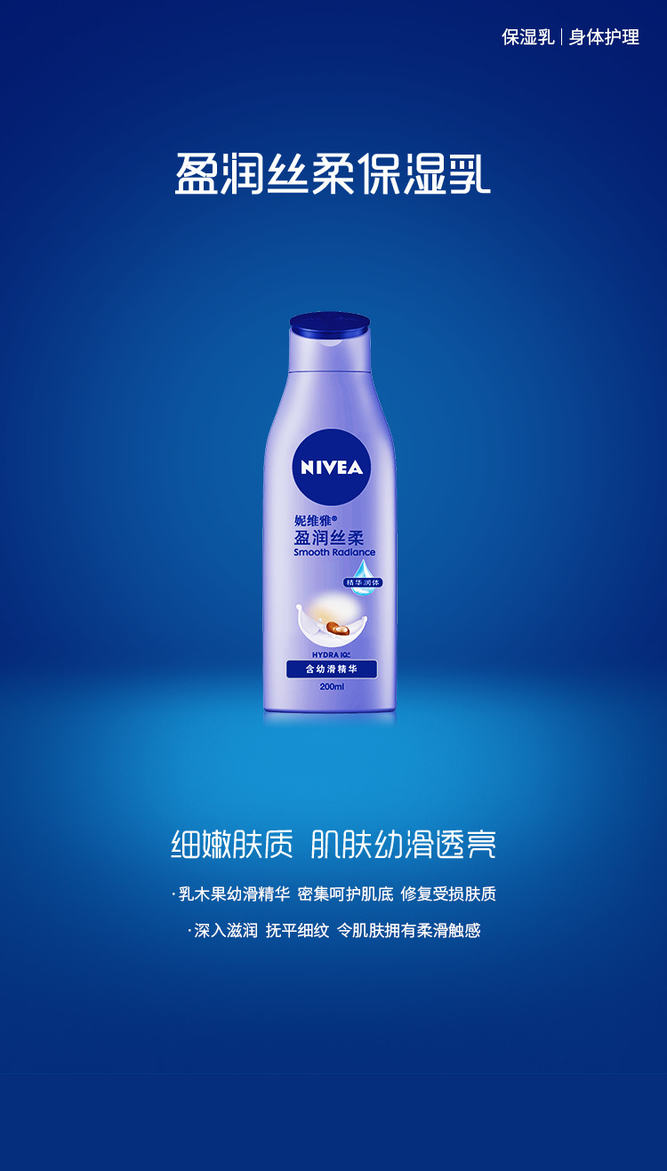 保湿乳 | 身体护理
盈润丝柔保湿乳
NIVEA
妮维雅®
盈润丝柔
Smooth Radiance
精华润体
HYDRA IQ
含幼滑精华
200ml
细嫩肤质 肌肤幼滑透亮
·乳木果幼滑精华 密集呵护肌底 修复受损肤质
·深入滋润 抚平细纹 令肌肤拥有柔滑触感